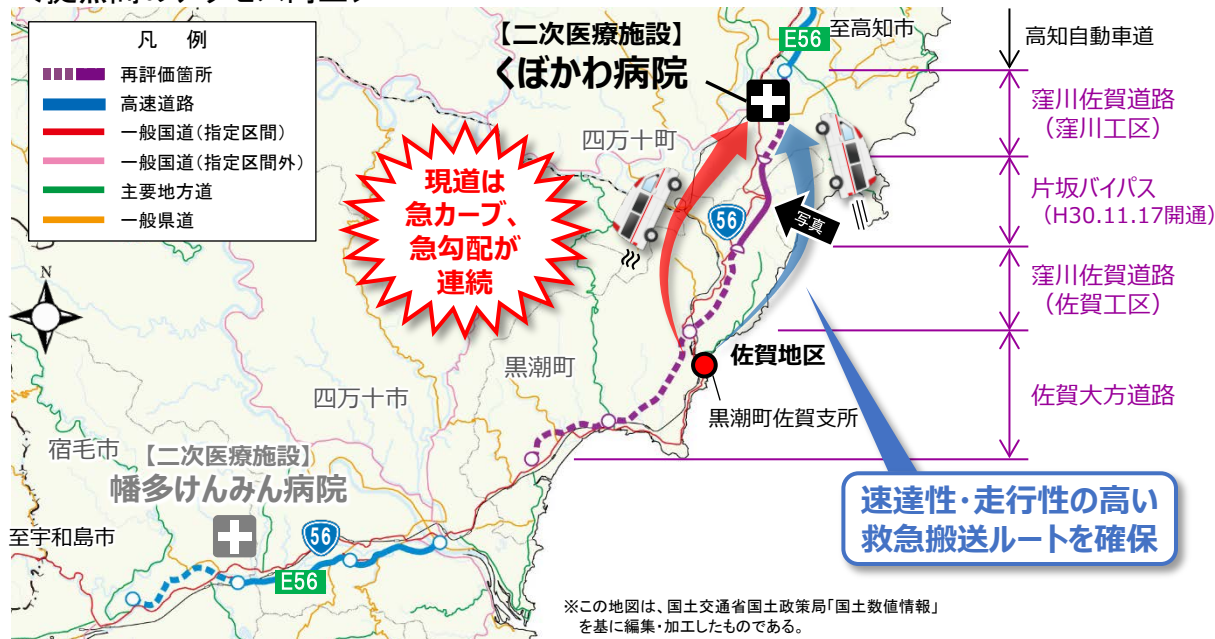 凡　例
再評価箇所
高速道路
一般国道(指定区間)
一般国道(指定区間外)
主要地方道
一般県道
【二次医療施設】
くぼかわ病院
E56
至高知市
高知自動車道
窪川佐賀道路
（窪川工区）
片坂バイパス
（H30.11.17開通）
窪川佐賀道路
（佐賀工区）
佐賀大方道路
四万十町
現道は
急カーブ、
急勾配が
連続
56
写真
N
黒潮町
佐賀地区
黒潮町佐賀支所
四万十市
宿毛市
【二次医療施設】
幡多けんみん病院
至宇和島市
56
E56
速達性・走行性の高い
救急搬送ルートを確保
※この地図は、国土交通省国土政策局「国土数値情報」
を基に編集・加工したものである。